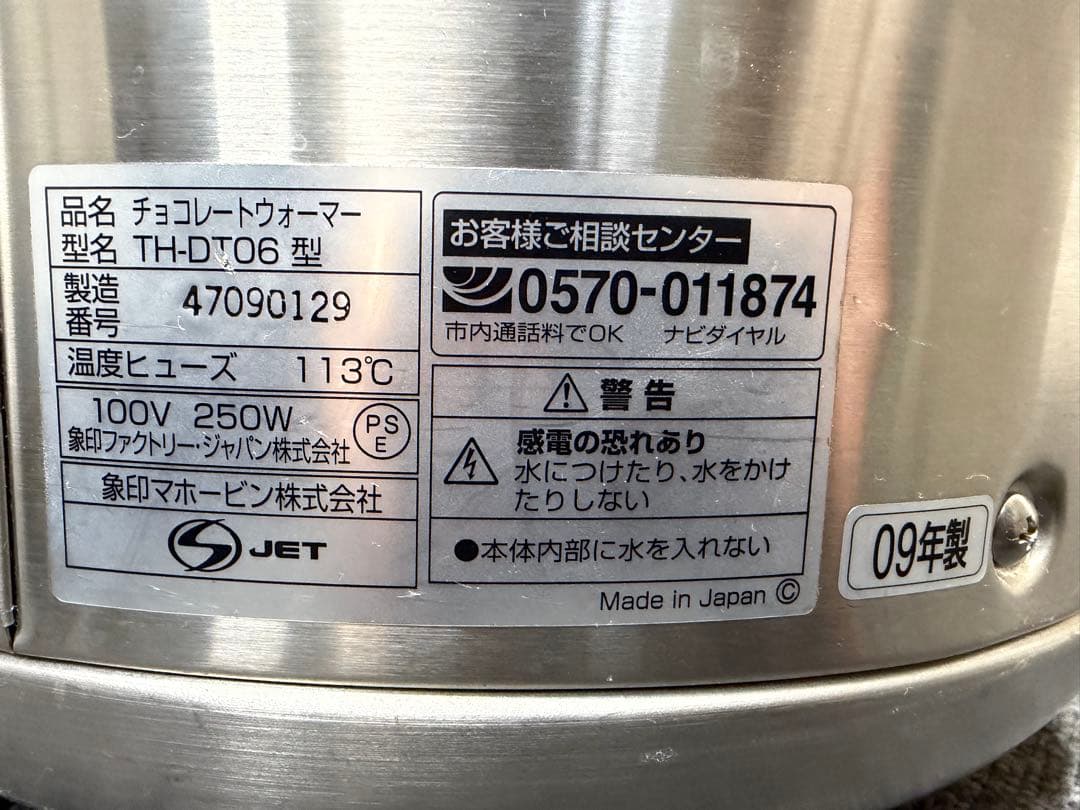 品名 チョコレートウォーマー
型名 TH-DT06 型
製造番号 47090129
温度ヒューズ 113℃
100V 250W
象印ファクトリー・ジャパン株式会社
PS
E
象印マホービン株式会社
JET
お客様ご相談センター
0570-011874
市内通話料でOK ナビダイヤル
警告
感電の恐れあり
水につけたり、水をかけ
たりしない
●本体内部に水を入れない
Made in Japan ©
09年製